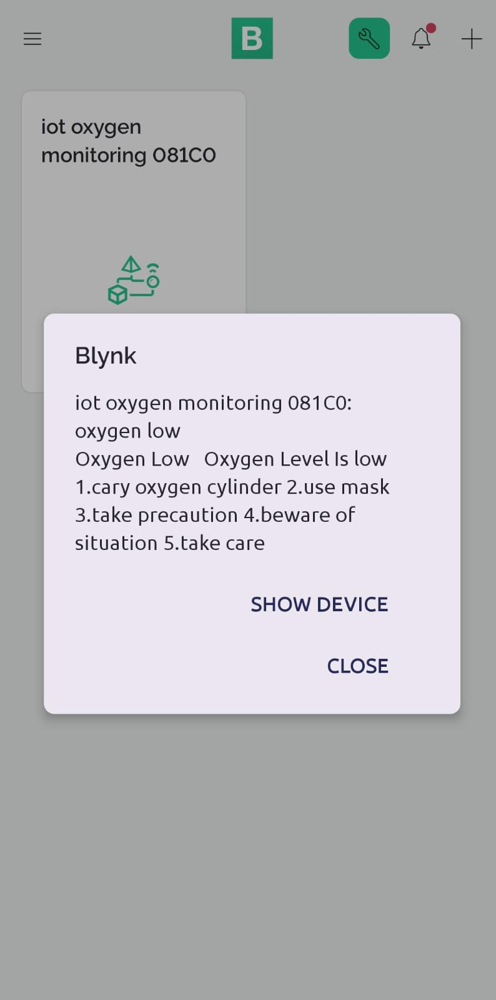 B
iot oxygen
monitoring 081C0
Blynk
iot oxygen monitoring 081C0:
oxygen low
Oxygen Low   Oxygen Level Is low
1.cary oxygen cylinder 2.use mask
3.take precaution 4.beware of
situation 5.take care
SHOW DEVICE
CLOSE